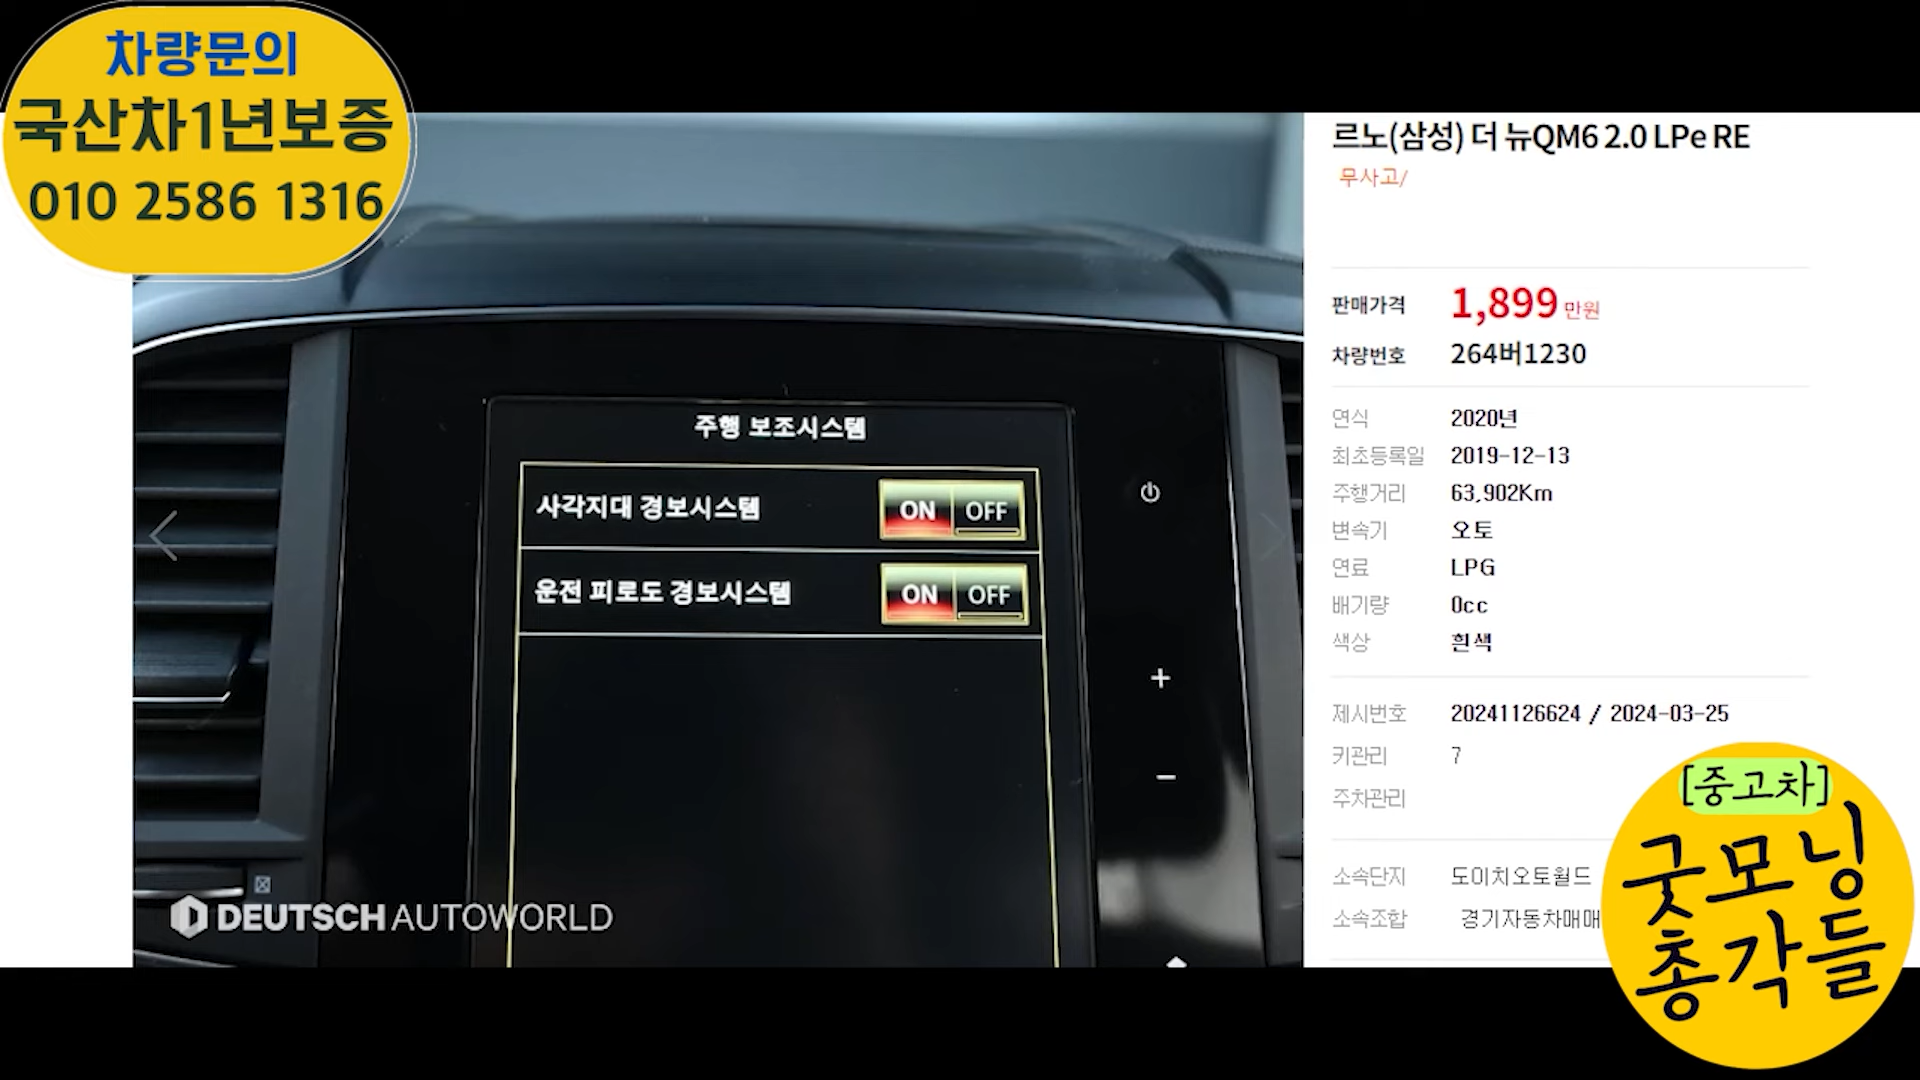 차량문의
국산차1년보증
010 2586 1316
르노(삼성) 더 뉴QM6 2.0 LPe RE
무사고/
판매가격 1,899 만원
차량번호 264버1230
연식 2020년
최초등록일 2019-12-13
주행거리 63,902Km
변속기 오토
연료 LPG
배기량 0cc
색상 흰색
제시번호 20241126624 / 2024-03-25
키관리 7
주차관리
소속단지 도이치오토월드
소속조합 경기자동차매매
주행 보조시스템
사각지대 경보시스템 ON OFF
운전 피로도 경보시스템 ON OFF
DEUTSCH AUTOWORLD
[중고차]
굿모닝
총각들